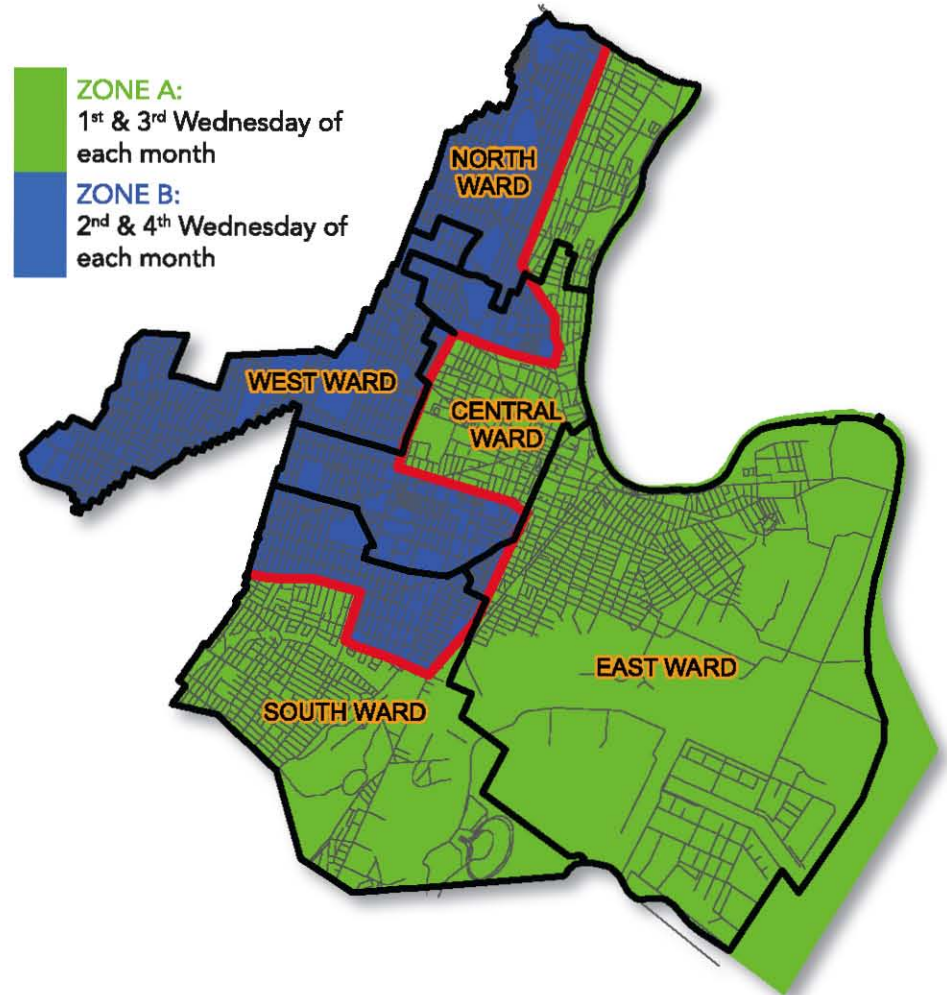 ZONE A:
1st & 3rd Wednesday of
each month
ZONE B:
2nd & 4th Wednesday of
each month
NORTH
WARD
WEST WARD
CENTRAL
WARD
EAST WARD
SOUTH WARD